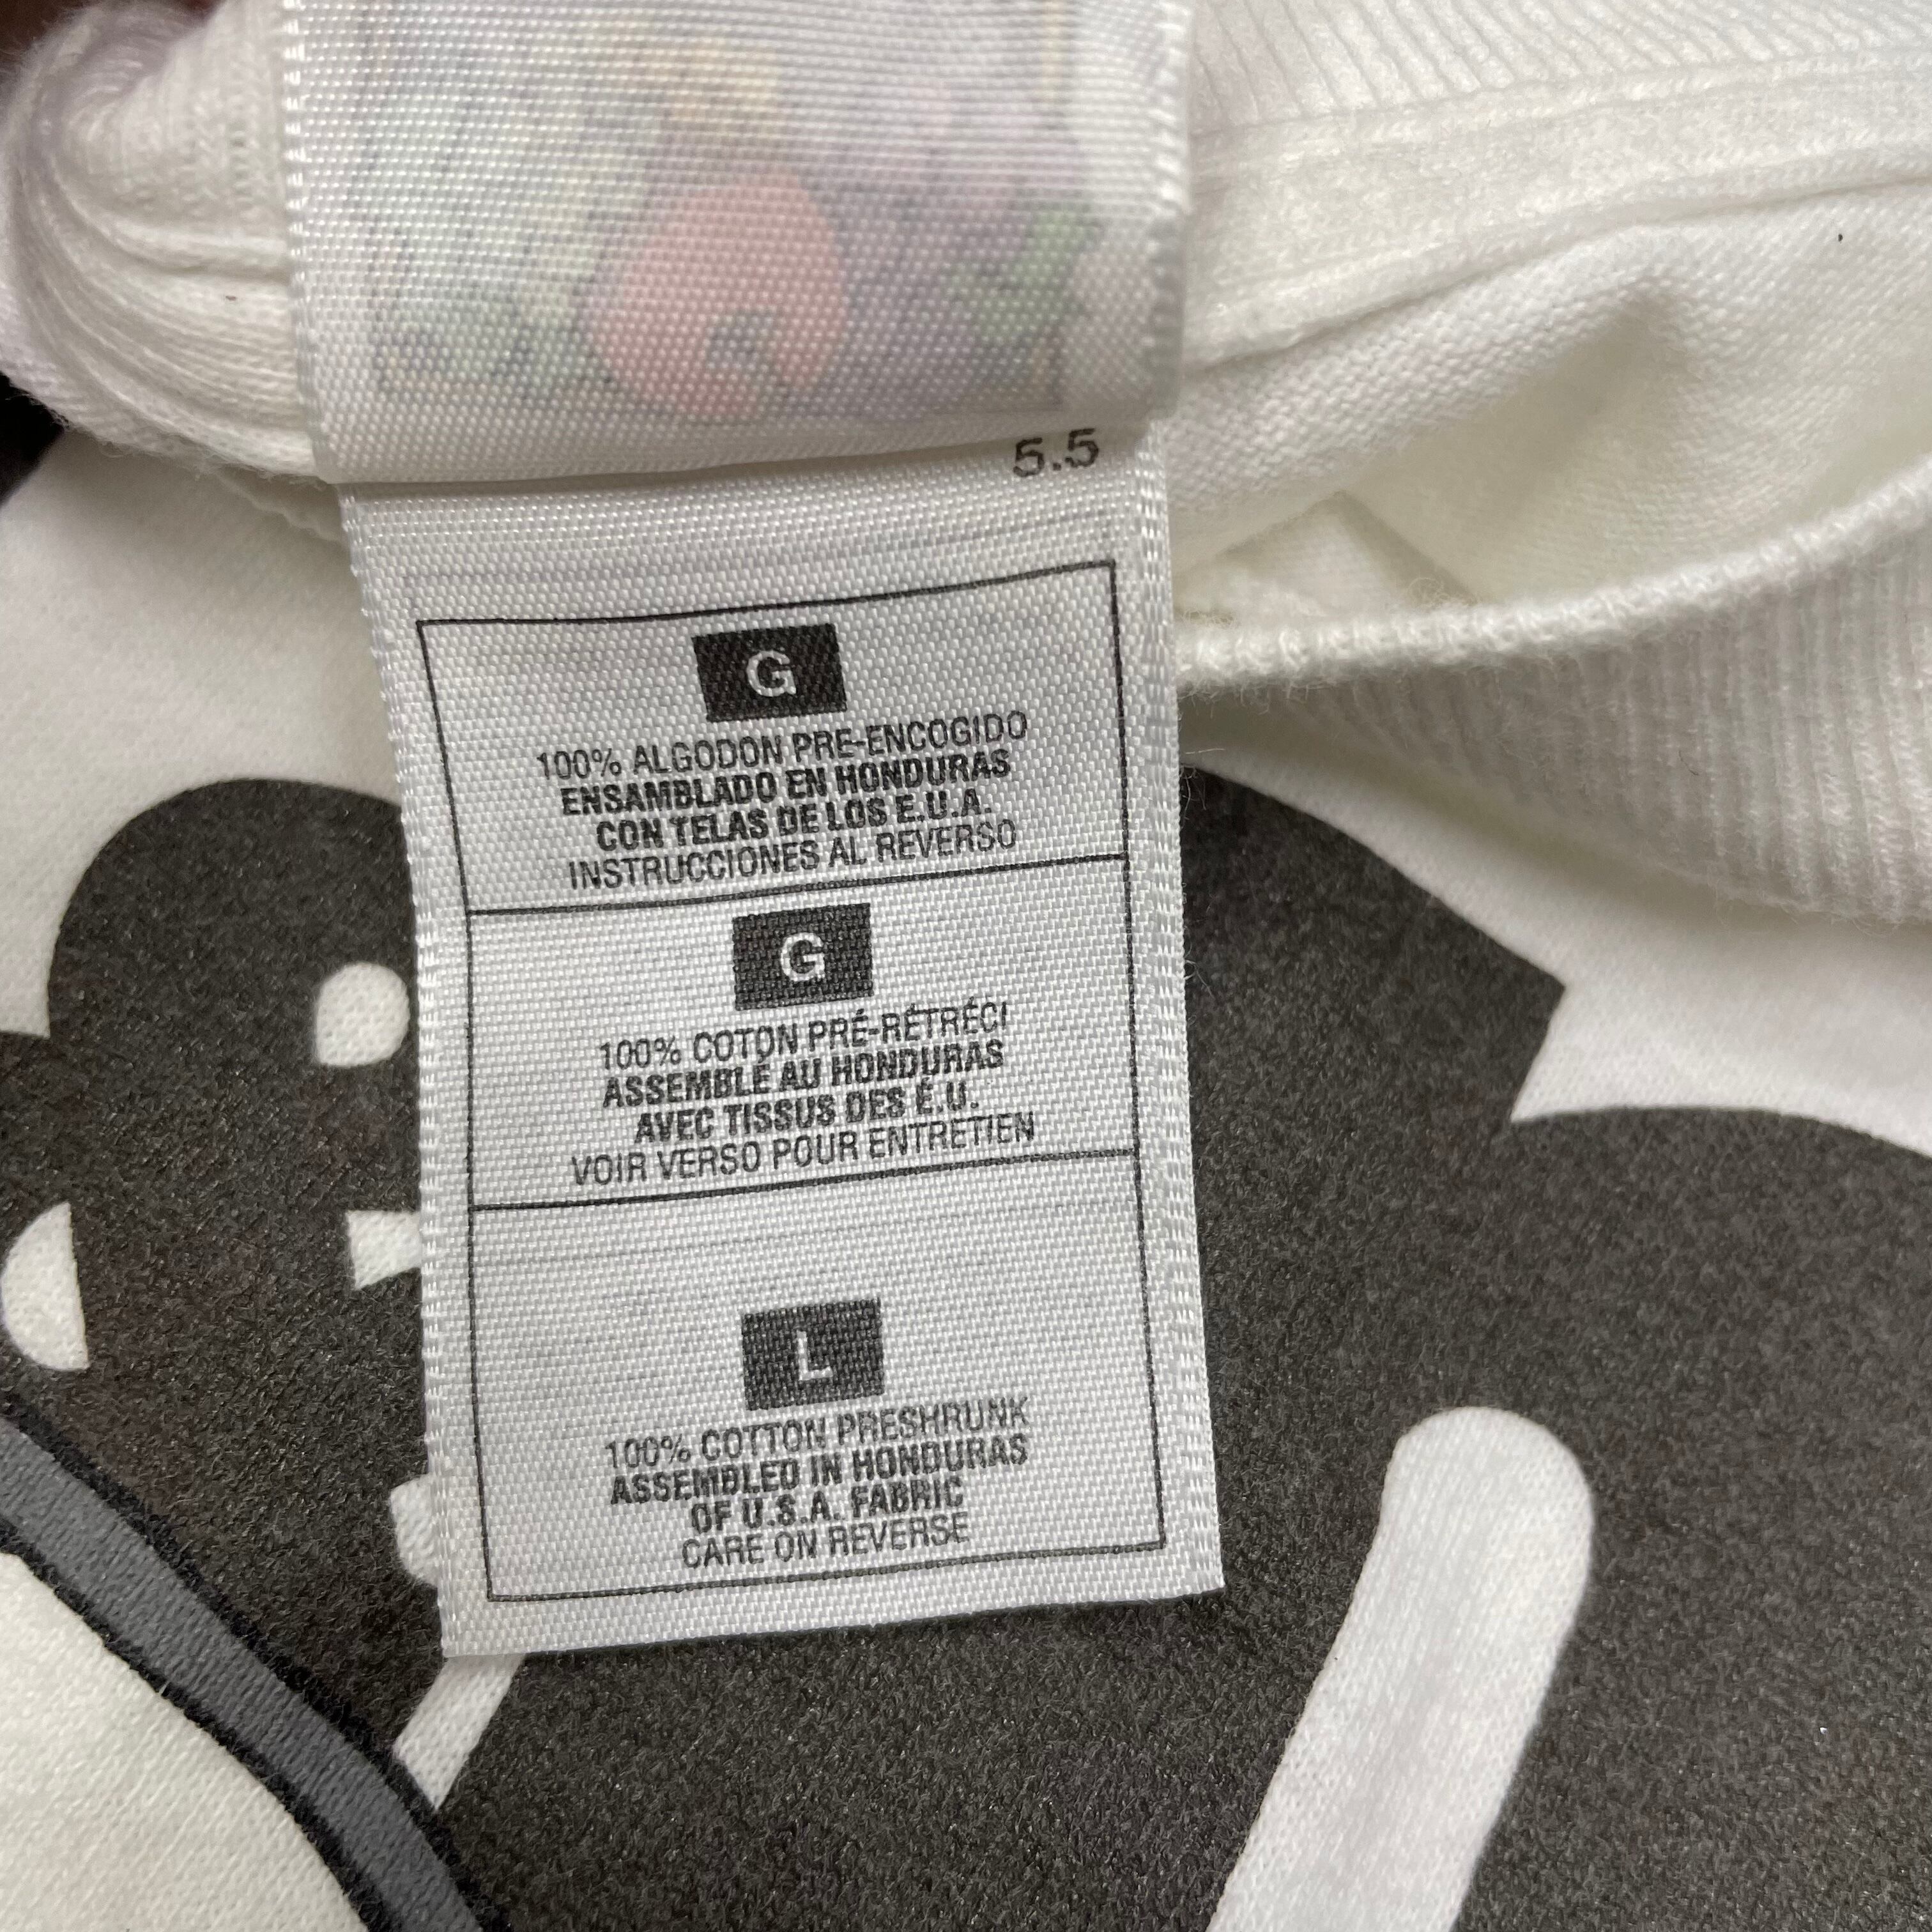 5.5
G
100% ALGODON PRE-ENCOGIDO
ENSAMBLADO EN HONDURAS
CON TELAS DE LOS E.U.A.
INSTRUCCIONES AL REVERSO
G
100% COTON PRÉ-RÉTRÉCI
ASSEMBLÉ AU HONDURAS
AVEC TISSUS DES É.U.
VOIR VERSO POUR ENTRETIEN
L
100% COTTON PRESHRUNK
ASSEMBLED IN HONDURAS
OF U.S.A. FABRIC
CARE ON REVERSE